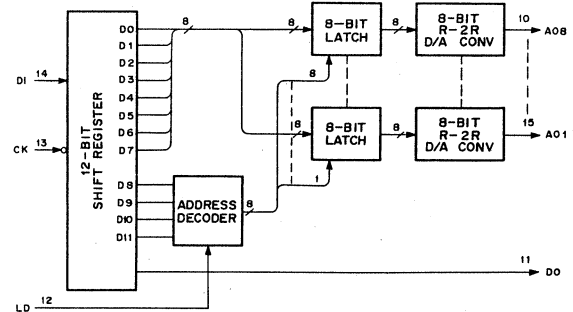 DI 14
CK 13
LD 12
12-BIT
SHIFT REGISTER
D0
D1
D2
D3
D4
D5
D6
D7
D8
D9
D10
D11
8
ADDRESS
DECODER
8
8
8-BIT
LATCH
8
8-BIT
R-2R
D/A CONV
10
AO8
8
8
8-BIT
LATCH
8
8-BIT
R-2R
D/A CONV
15
AO1
1
11
DO